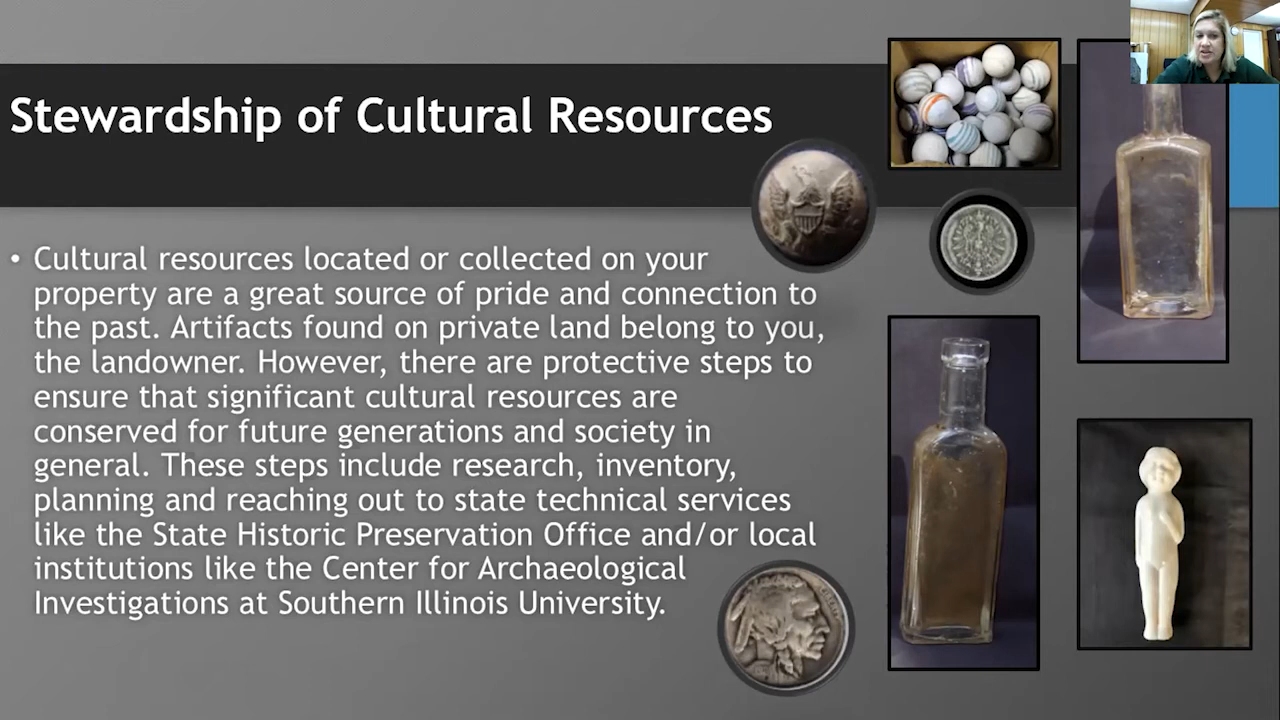 Stewardship of Cultural Resources
• Cultural resources located or collected on your
property are a great source of pride and connection to
the past. Artifacts found on private land belong to you,
the landowner. However, there are protective steps to
ensure that significant cultural resources are
conserved for future generations and society in
general. These steps include research, inventory,
planning and reaching out to state technical services
like the State Historic Preservation Office and/or local
institutions like the Center for Archaeological
Investigations at Southern Illinois University.